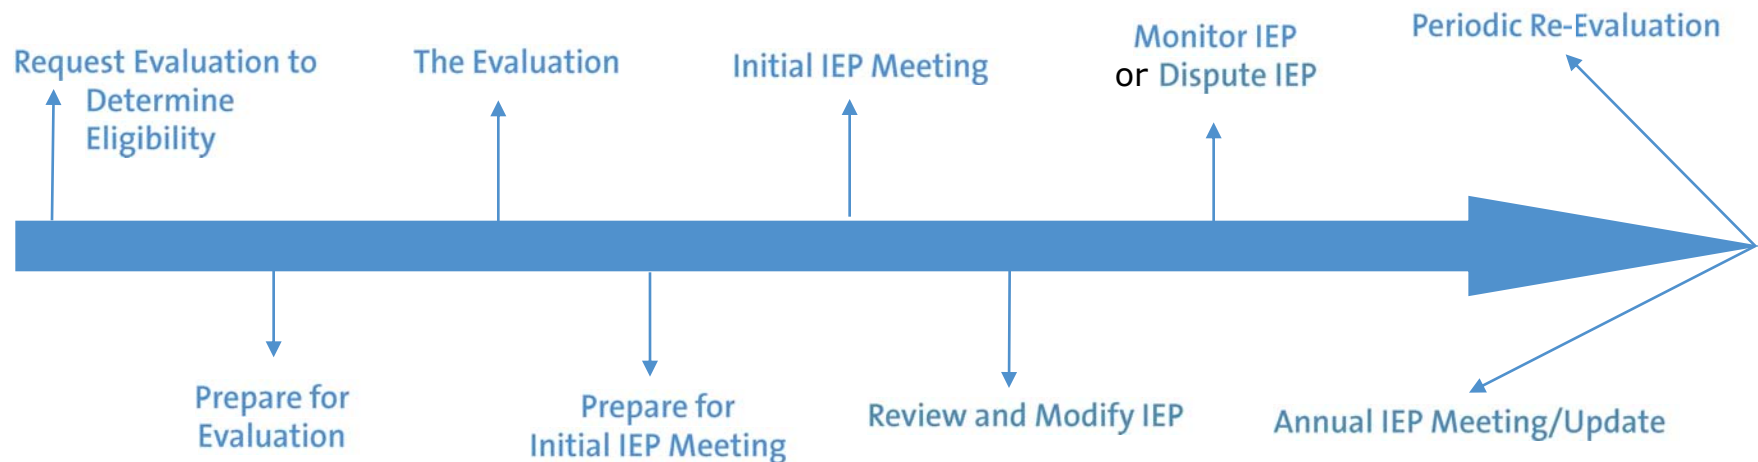 Request Evaluation to
Determine
Eligibility
The Evaluation
Initial IEP Meeting
Monitor IEP
or Dispute IEP
Periodic Re-Evaluation
Prepare for
Evaluation
Prepare for
Initial IEP Meeting
Review and Modify IEP
Annual IEP Meeting/Update